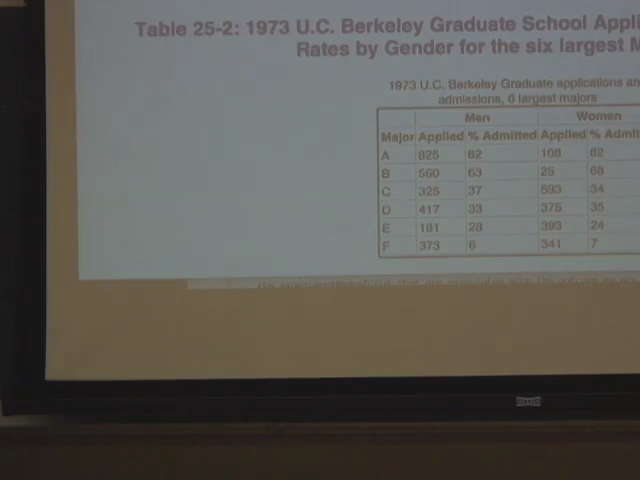 Table 25-2: 1973 U.C. Berkeley Graduate School Appli
Rates by Gender for the six largest M
1973 U.C. Berkeley Graduate applications an
admissions, 6 largest majors
Men Women
Major Applied % Admitted Applied % Admit
A 825 62 108 82
B 560 63 25 68
C 325 37 593 34
D 417 33 375 35
E 191 28 393 24
F 373 6 341 7